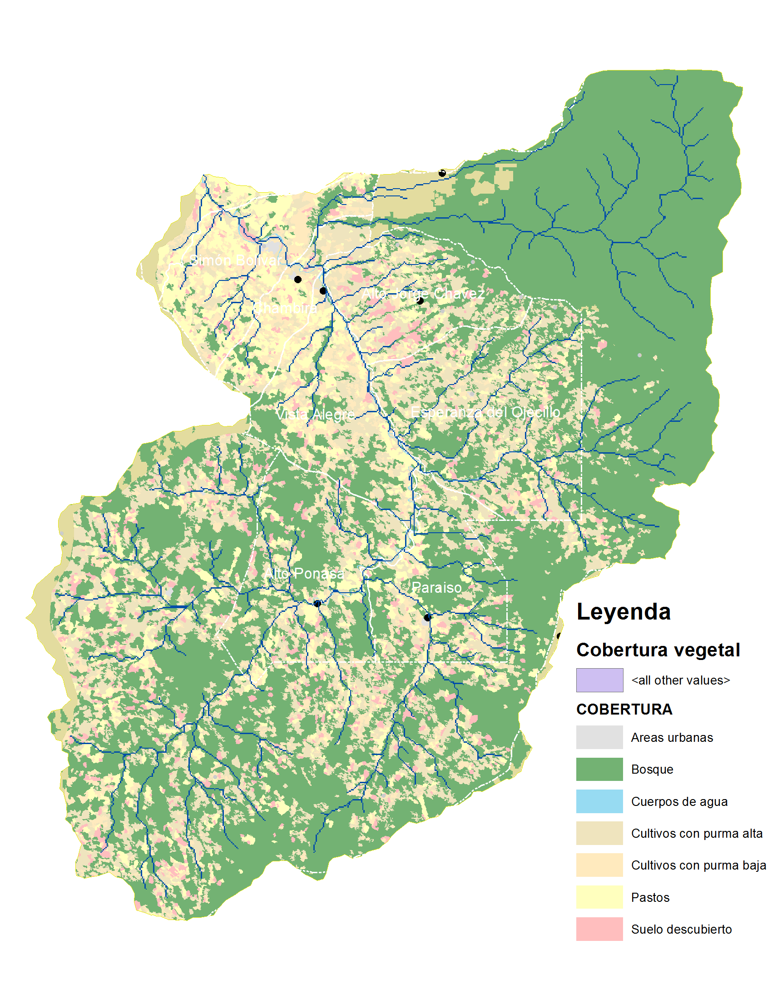 Simón Bolívar
Alto Jorge Chavez
Chambira
Vista Alegre
Esperanza del Ojecillo
Alto Ponasa
Paraiso
Leyenda
Cobertura vegetal
<all other values>
COBERTURA
Areas urbanas
Bosque
Cuerpos de agua
Cultivos con purma alta
Cultivos con purma baja
Pastos
Suelo descubierto